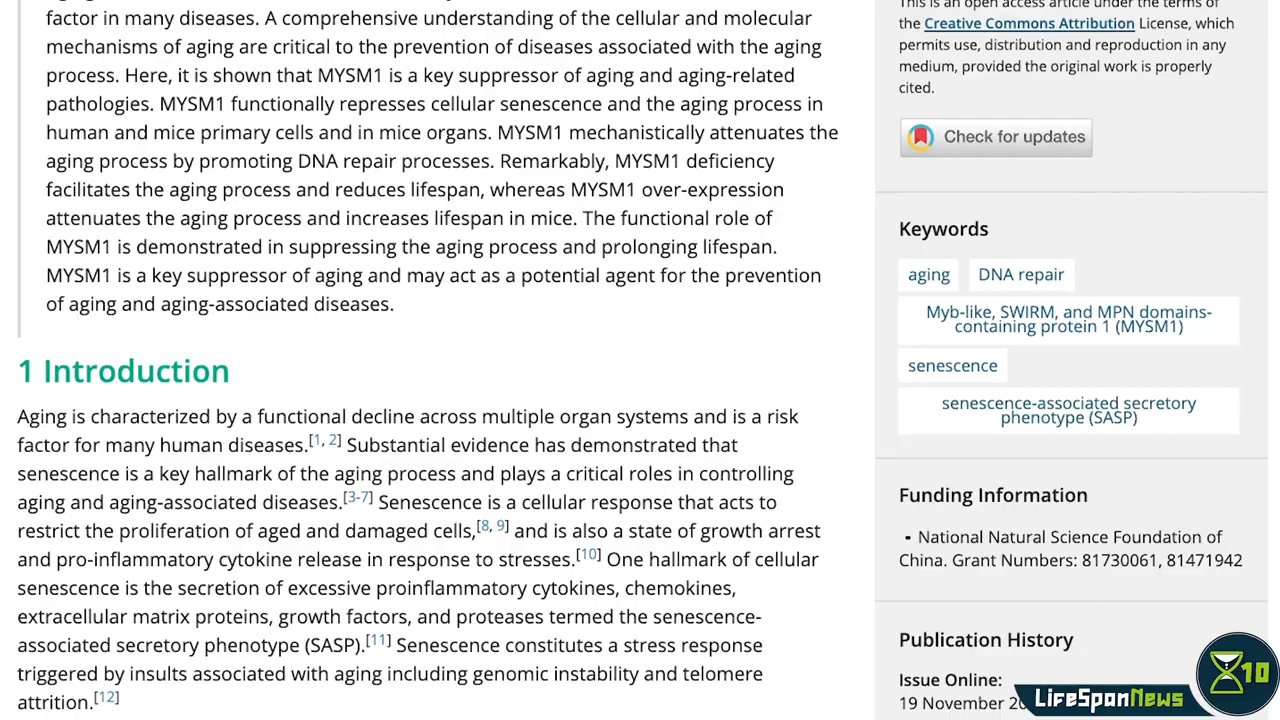 factor in many diseases. A comprehensive understanding of the cellular and molecular
mechanisms of aging are critical to the prevention of diseases associated with the aging
process. Here, it is shown that MYSM1 is a key suppressor of aging and aging-related
pathologies. MYSM1 functionally represses cellular senescence and the aging process in
human and mice primary cells and in mice organs. MYSM1 mechanistically attenuates the
aging process by promoting DNA repair processes. Remarkably, MYSM1 deficiency
facilitates the aging process and reduces lifespan, whereas MYSM1 over-expression
attenuates the aging process and increases lifespan in mice. The functional role of
MYSM1 is demonstrated in suppressing the aging process and prolonging lifespan.
MYSM1 is a key suppressor of aging and may act as a potential agent for the prevention
of aging and aging-associated diseases.
1 Introduction
Aging is characterized by a functional decline across multiple organ systems and is a risk
factor for many human diseases.[1, 2] Substantial evidence has demonstrated that
senescence is a key hallmark of the aging process and plays a critical roles in controlling
aging and aging-associated diseases.[3-7] Senescence is a cellular response that acts to
restrict the proliferation of aged and damaged cells,[8, 9] and is also a state of growth arrest
and pro-inflammatory cytokine release in response to stresses.[10] One hallmark of cellular
senescence is the secretion of excessive proinflammatory cytokines, chemokines,
extracellular matrix proteins, growth factors, and proteases termed the senescence-
associated secretory phenotype (SASP).[11] Senescence constitutes a stress response
triggered by insults associated with aging including genomic instability and telomere
attrition.[12]
This is an open access article under the terms of
the Creative Commons Attribution License, which
permits use, distribution and reproduction in any
medium, provided the original work is properly
cited.
Check for updates
Keywords
aging DNA repair
Myb-like, SWIRM, and MPN domains-
containing protein 1 (MYSM1)
senescence
senescence-associated secretory
phenotype (SASP)
Funding Information
• National Natural Science Foundation of
China. Grant Numbers: 81730061, 81471942
Publication History
Issue Online:
19 November
LifeSpanNews
10